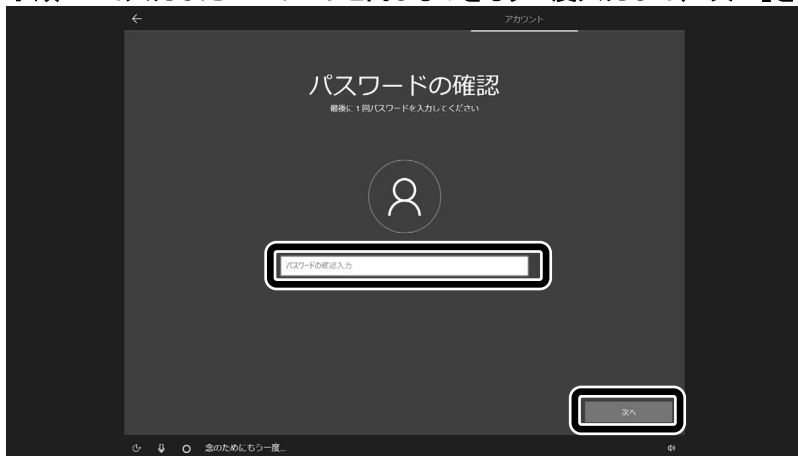 アカウント
パスワードの確認
最後に1回パスワードを入力してください
パスワードの確認入力
次へ
念のためにもう一度...